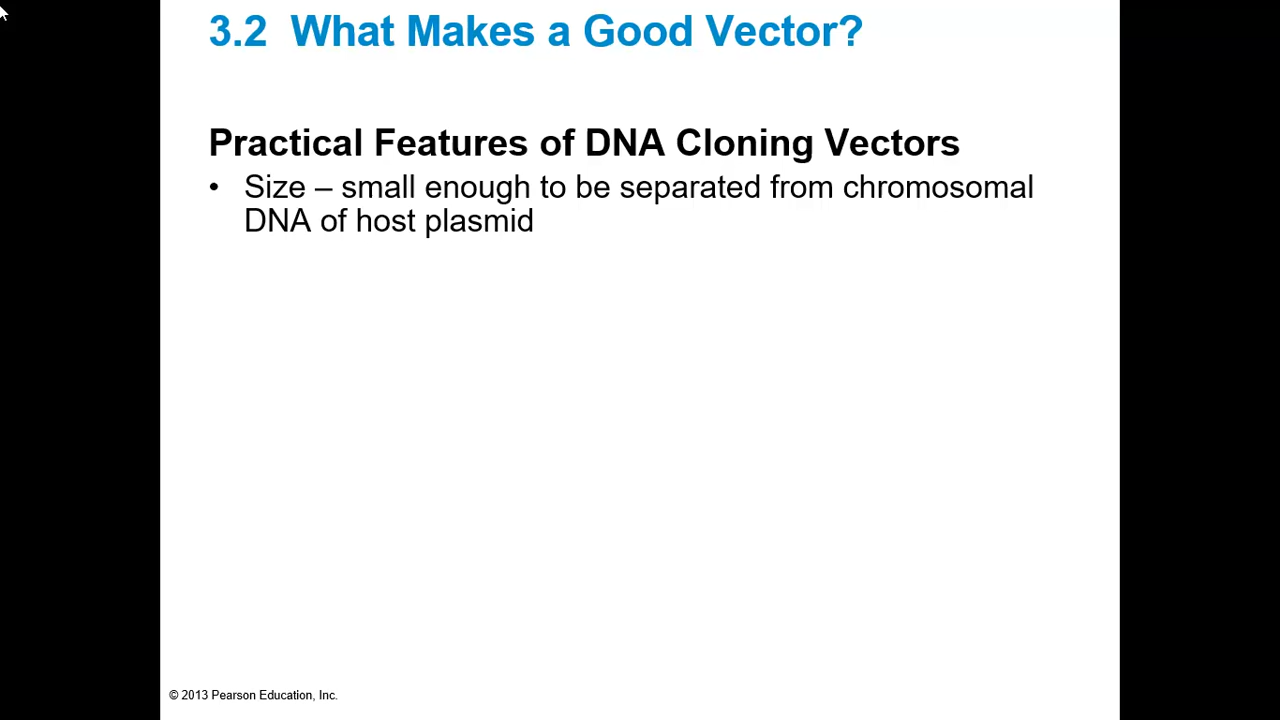 3.2 What Makes a Good Vector?
Practical Features of DNA Cloning Vectors
• Size – small enough to be separated from chromosomal
DNA of host plasmid
© 2013 Pearson Education, Inc.